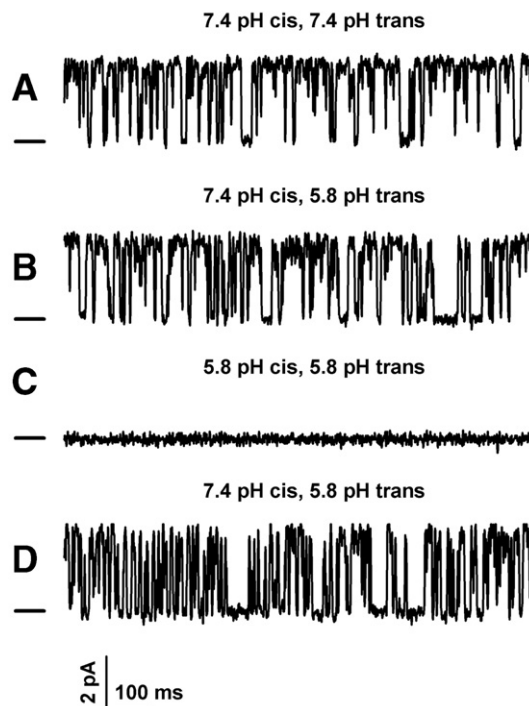 7.4 pH cis, 7.4 pH trans
A
7.4 pH cis, 5.8 pH trans
B
5.8 pH cis, 5.8 pH trans
C
7.4 pH cis, 5.8 pH trans
D
2 pA
100 ms